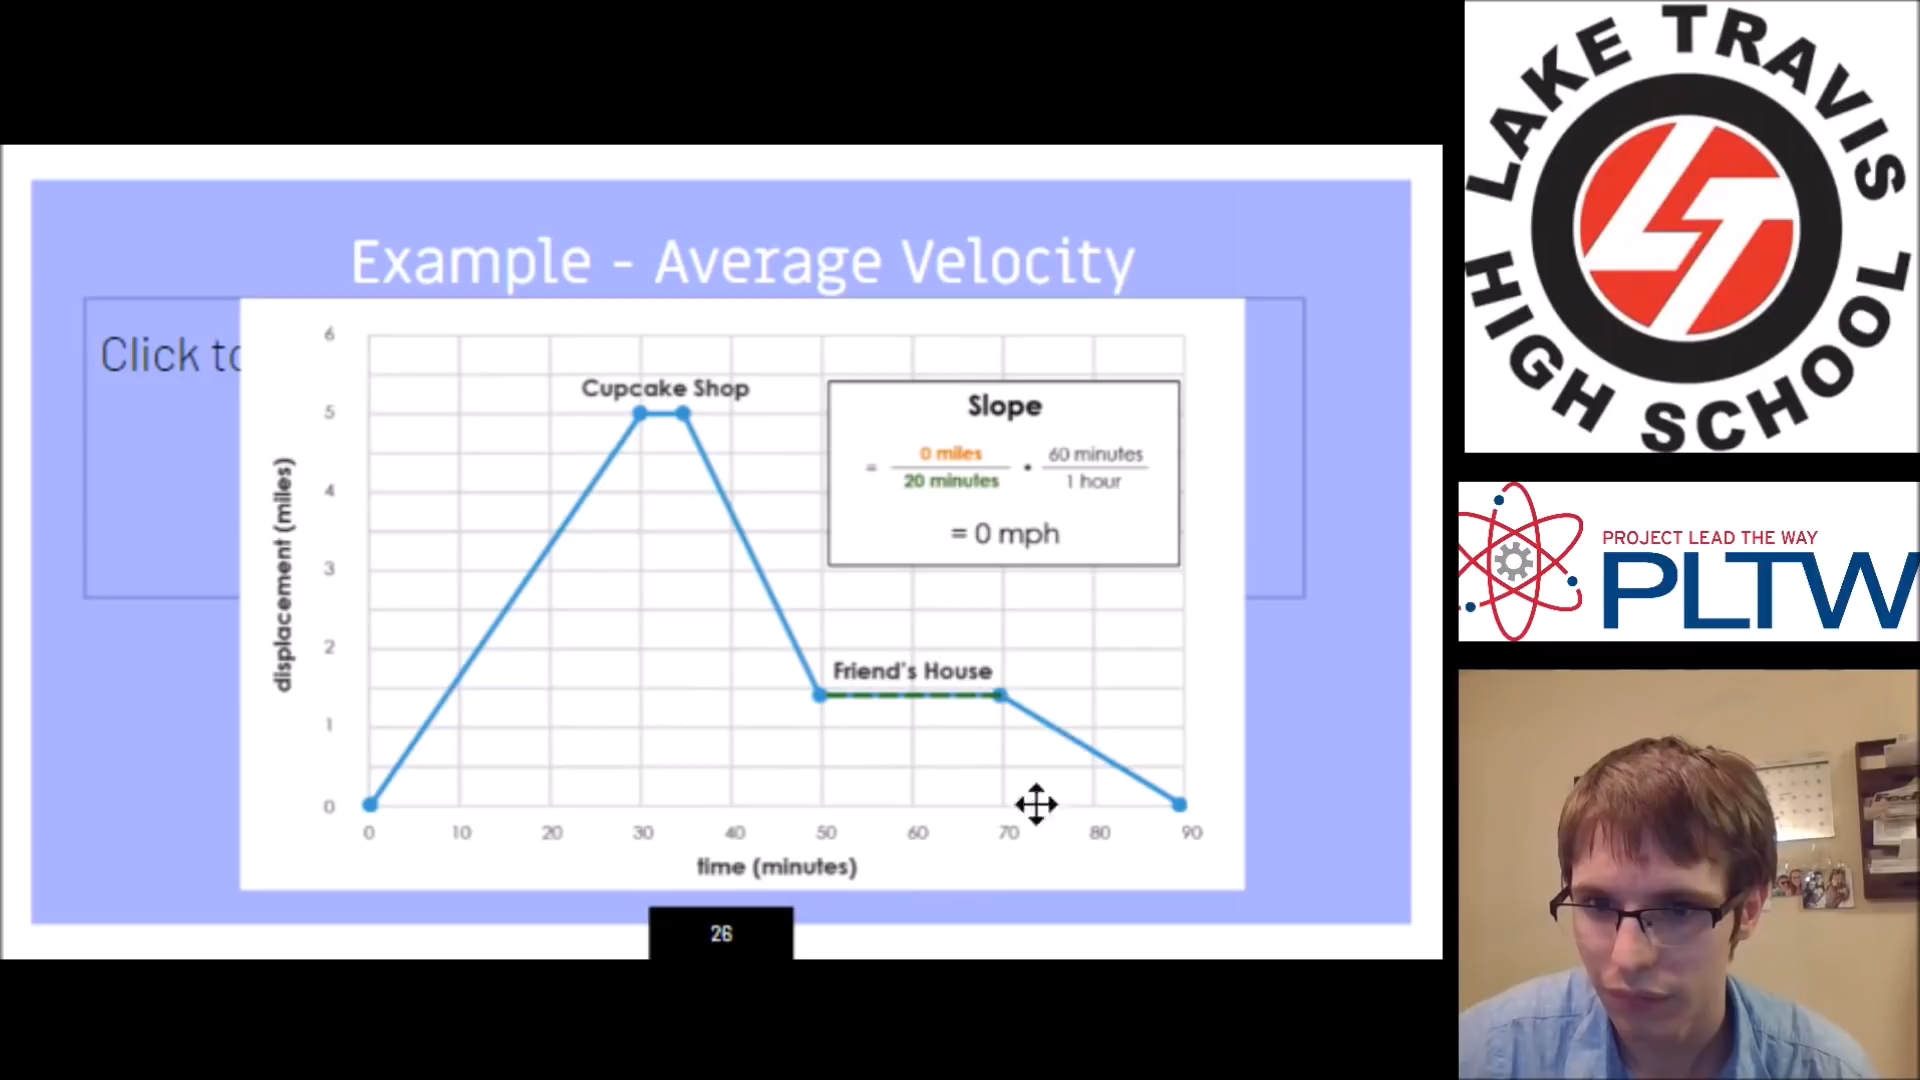 Example - Average Velocity
Click to
6
5
4
3
2
1
0
displacement (miles)
Cupcake Shop
Friend's House
Slope
= 0 miles / 20 minutes • 60 minutes / 1 hour
= 0 mph
0 10 20 30 40 50 60 70 80 90
time (minutes)
26
LAKE TRAVIS
HIGH SCHOOL
LT
PROJECT LEAD THE WAY
PLTW